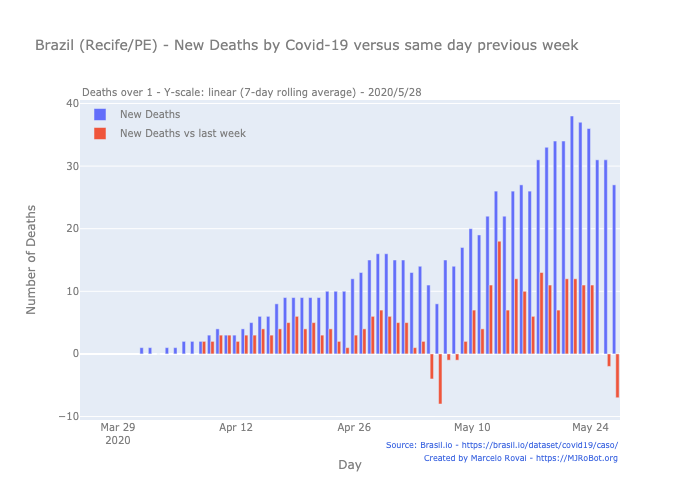 Brazil (Recife/PE) - New Deaths by Covid-19 versus same day previous week
Deaths over 1 - Y-scale: linear (7-day rolling average) - 2020/5/28
New Deaths
New Deaths vs last week
40
30
20
10
0
−10
Number of Deaths
Mar 29
2020
Apr 12
Apr 26
May 10
May 24
Day
Source: Brasil.io - https://brasil.io/dataset/covid19/caso/
Created by Marcelo Rovai - https://MJRoBot.org